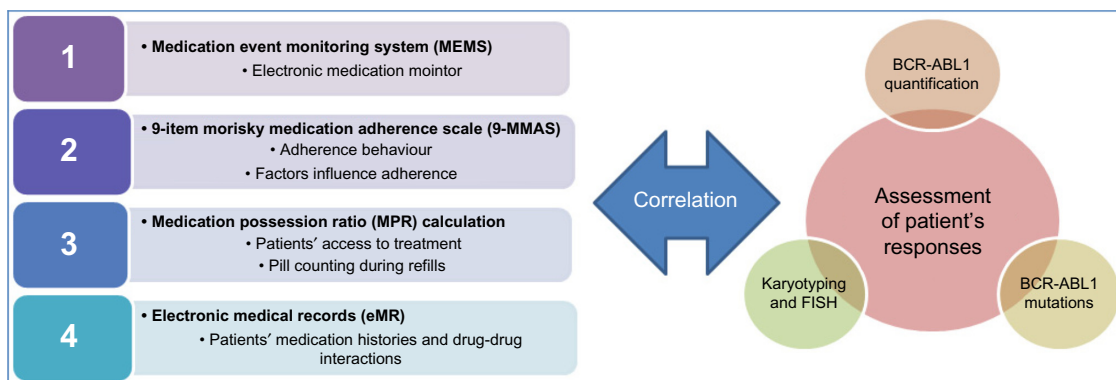 1
• Medication event monitoring system (MEMS)
• Electronic medication mointor
2
• 9-item morisky medication adherence scale (9-MMAS)
• Adherence behaviour
• Factors influence adherence
3
• Medication possession ratio (MPR) calculation
• Patients′ access to treatment
• Pill counting during refills
4
• Electronic medical records (eMR)
• Patients′ medication histories and drug-drug
interactions
Correlation
BCR-ABL1
quantification
Assessment
of patient′s
responses
Karyotyping
and FISH
BCR-ABL1
mutations